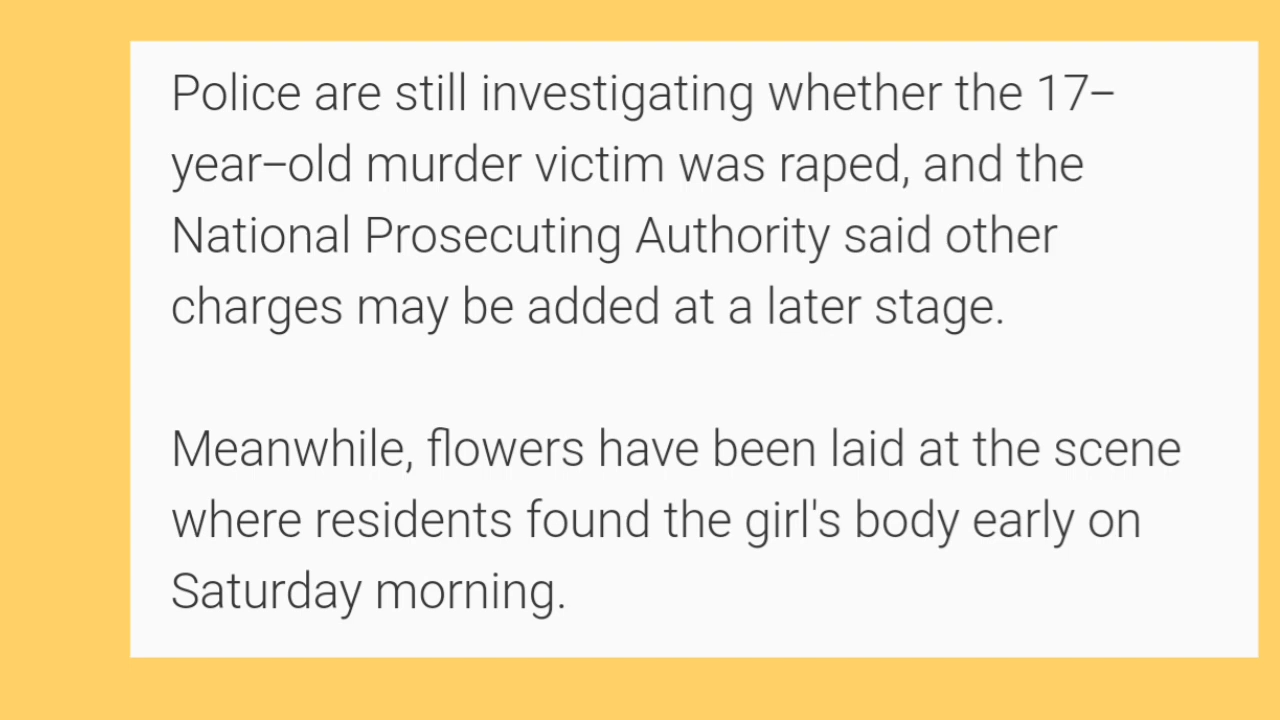 Police are still investigating whether the 17–
year–old murder victim was raped, and the
National Prosecuting Authority said other
charges may be added at a later stage.
Meanwhile, flowers have been laid at the scene
where residents found the girl's body early on
Saturday morning.